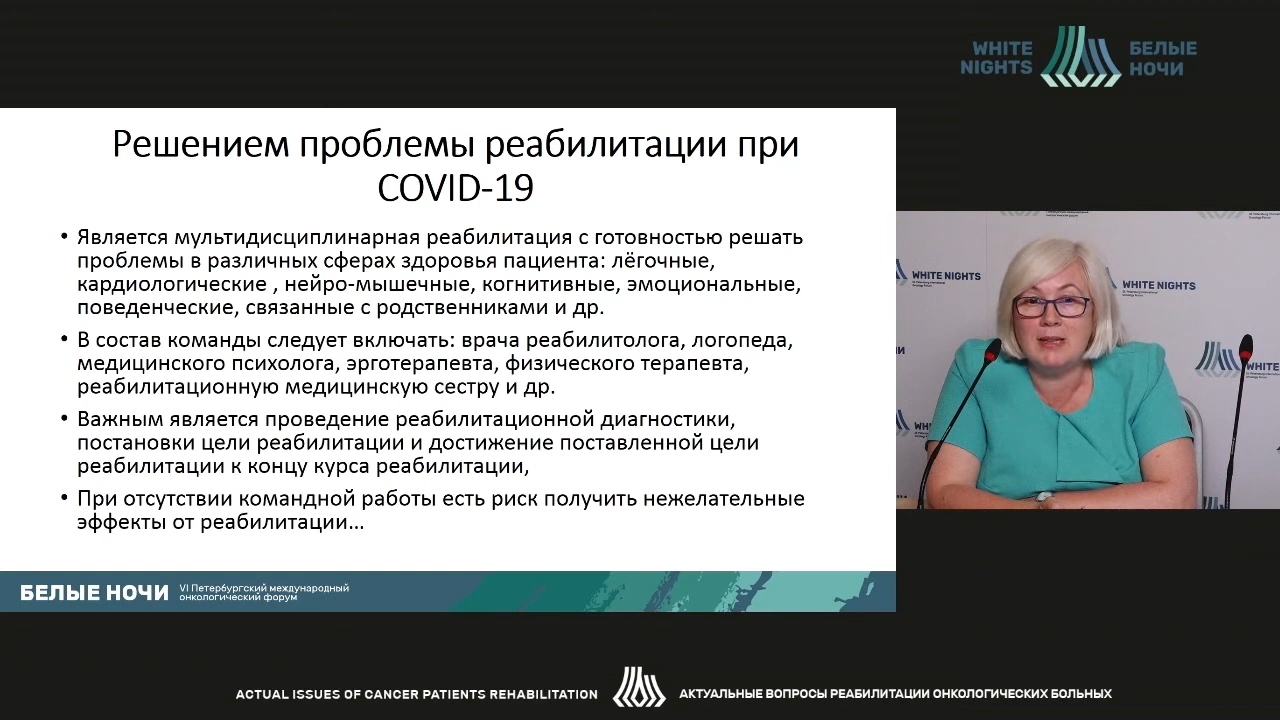 WHITE
NIGHTS
БЕЛЫЕ
НОЧИ
Решением проблемы реабилитации при
COVID-19
• Является мультидисциплинарная реабилитация с готовностью решать
проблемы в различных сферах здоровья пациента: лёгочные,
кардиологические , нейро-мышечные, когнитивные, эмоциональные,
поведенческие, связанные с родственниками и др.
• В состав команды следует включать: врача реабилитолога, логопеда,
медицинского психолога, эрготерапевта, физического терапевта,
реабилитационную медицинскую сестру и др.
• Важным является проведение реабилитационной диагностики,
постановки цели реабилитации и достижение поставленной цели
реабилитации к концу курса реабилитации,
• При отсутствии командной работы есть риск получить нежелательные
эффекты от реабилитации...
WHITE NIGHTS
WHITE NIGHTS
БЕЛЫЕ НОЧИ
VI Петербургский международный
онкологический форум
ACTUAL ISSUES OF CANCER PATIENTS REHABILITATION
АКТУАЛЬНЫЕ ВОПРОСЫ РЕАБИЛИТАЦИИ ОНКОЛОГИЧЕСКИХ БОЛЬНЫХ